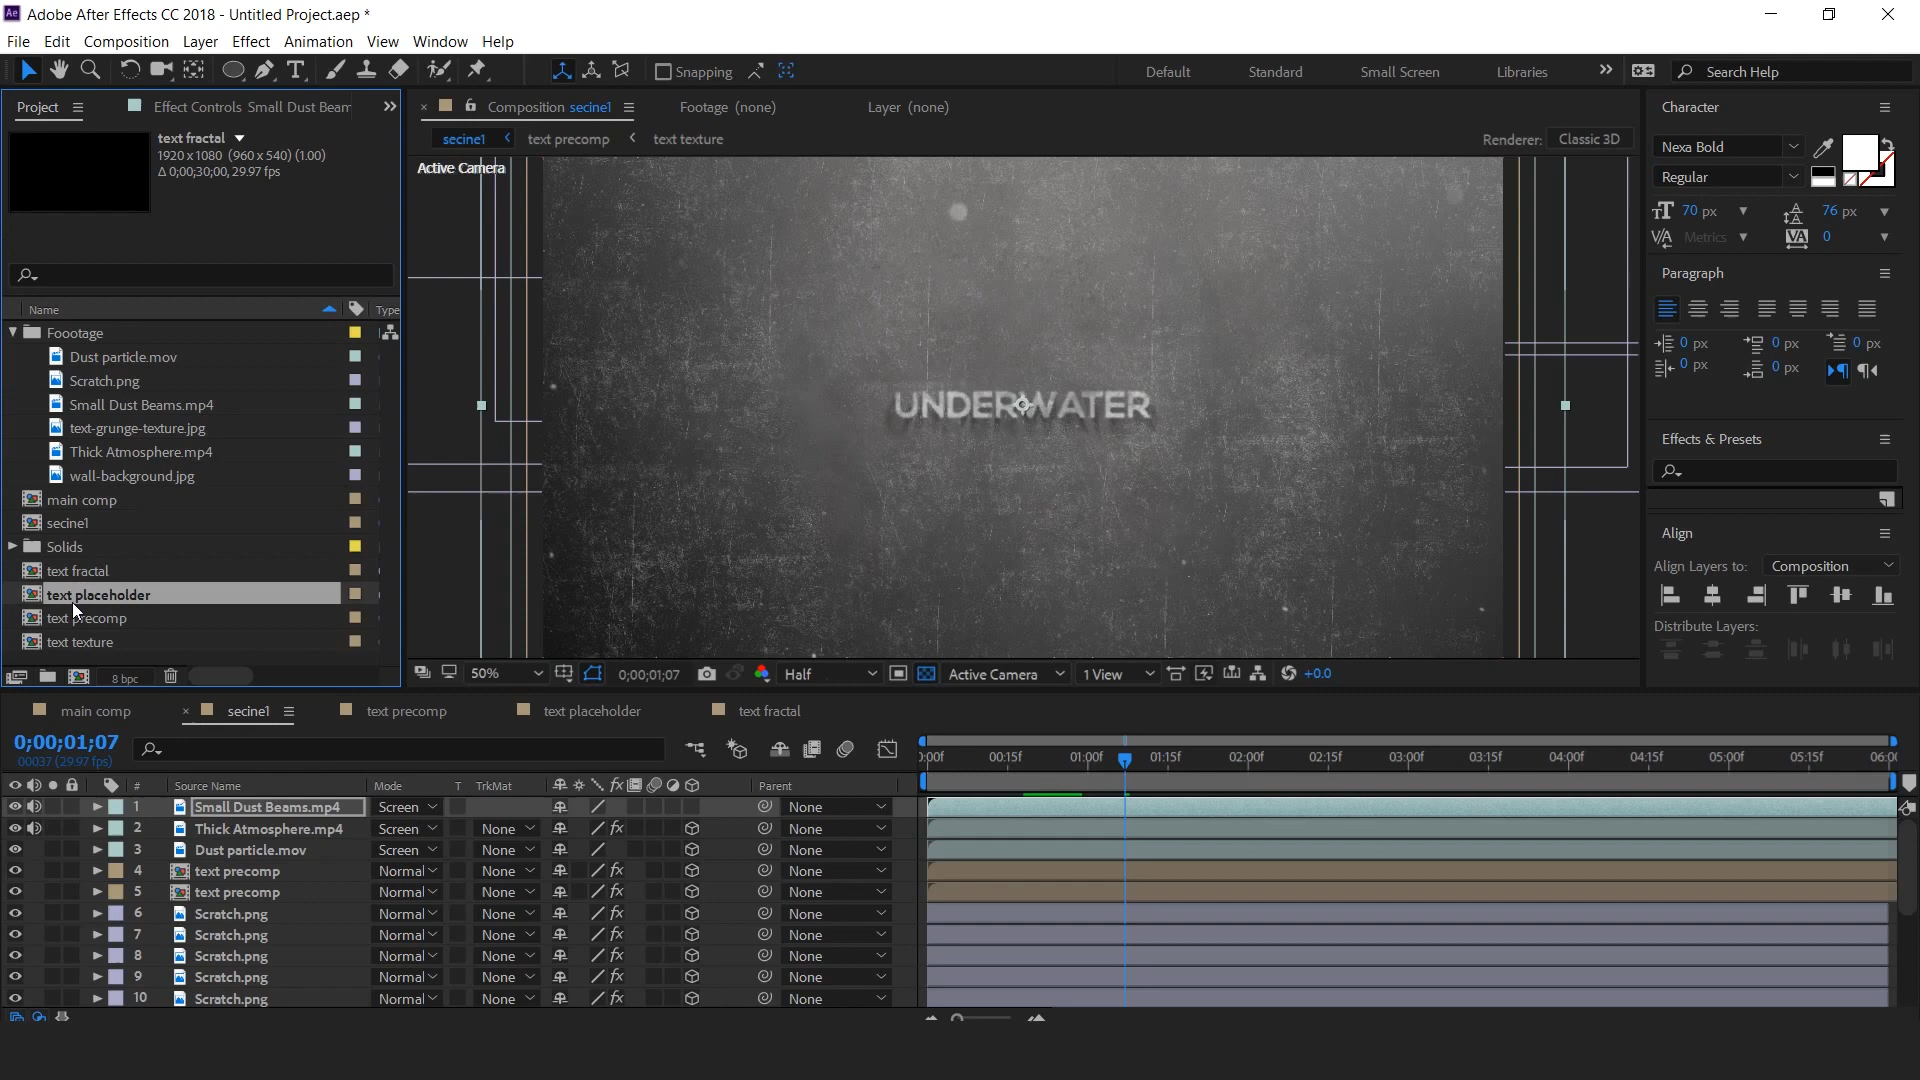 Adobe After Effects CC 2018 - Untitled Project.aep *
File Edit Composition Layer Effect Animation View Window Help
Snapping
Default Standard Small Screen Libraries Search Help
Project Effect Controls Small Dust Beam
text fractal
1920 x 1080 (960 x 540) (1.00)
Δ 0;00;30;00, 29.97 fps
Name Type
Foootage
Dust particle.mov
Scratch.png
Small Dust Beams.mp4
text-grunge-texture.jpg
Thick Atmosphere.mp4
wall-background.jpg
main comp
secine1
Solids
text fractal
text placeholder
text precomp
text texture
8 bpc
Composition secine1 Footage (none) Layer (none)
secine1 text precomp text texture Renderer: Classic 3D
Active Camera
UNDERWATER
50% 0;00;01;07 Half Active Camera 1 View +0.0
Character
Nexa Bold
Regular
70 px 76 px
Metrics 0
Paragraph
0 px 0 px 0 px
0 px 0 px
Effects & Presets
Align
Align Layers to: Composition
Distribute Layers:
main comp secine1 text precomp text placeholder text fractal
0;00;01;07
00037 (29.97 fps)
00f 00:15f 01:00f 01:15f 02:00f 02:15f 03:00f 03:15f 04:00f 04:15f 05:00f 05:15f 06:00
# Source Name Mode T TrkMat Parent
1 Small Dust Beams.mp4 Screen None
2 Thick Atmosphere.mp4 Screen None fx None
3 Dust particle.mov Screen None None
4 text precomp Normal None fx None
5 text precomp Normal None fx None
6 Scratch.png Normal None fx None
7 Scratch.png Normal None fx None
8 Scratch.png Normal None fx None
9 Scratch.png Normal None fx None
10 Scratch.png Normal None fx None